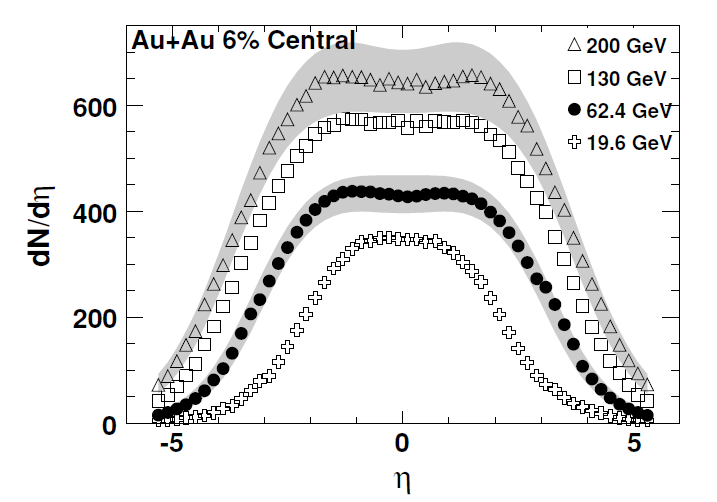 Au+Au 6% Central
200 GeV
130 GeV
62.4 GeV
19.6 GeV
dN/dη
600
400
200
0
-5 0 5
η